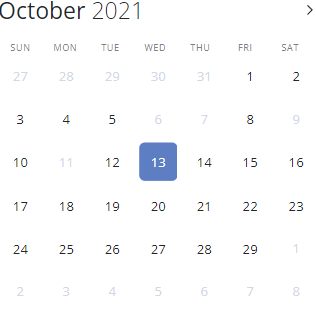 October 2021
SUN MON TUE WED THU FRI SAT
27 28 29 30 31 1 2
3 4 5 6 7 8 9
10 11 12 13 14 15 16
17 18 19 20 21 22 23
24 25 26 27 28 29 1
2 3 4 5 6 7 8